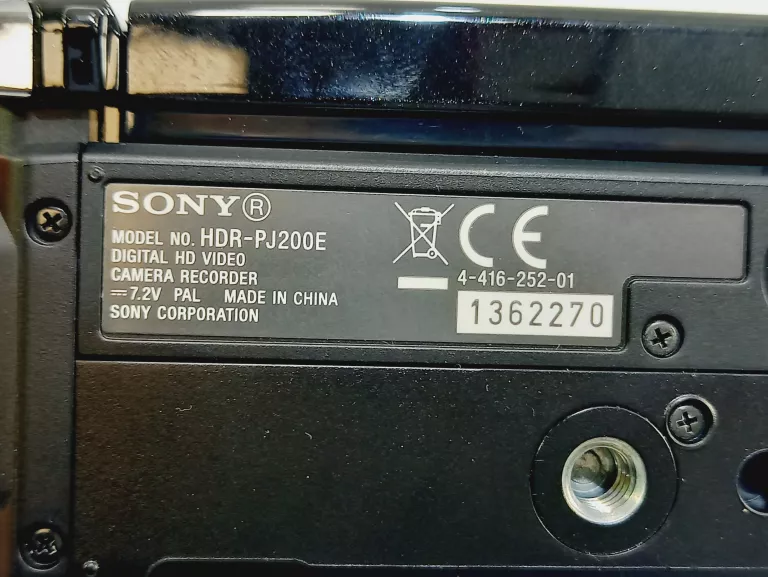 SONY®
MODEL NO. HDR-PJ200E
DIGITAL HD VIDEO
CAMERA RECORDER
⎓7.2V PAL MADE IN CHINA
SONY CORPORATION
CE
4-416-252-01
1362270